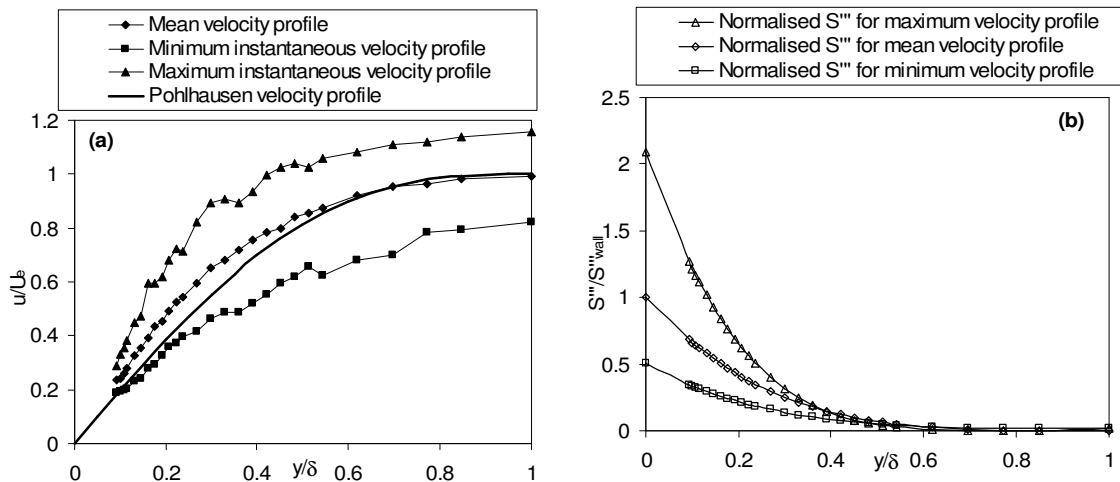 Mean velocity profile
Minimum instantaneous velocity profile
Maximum instantaneous velocity profile
Pohlhausen velocity profile
(a)
1.2
1
0.8
0.6
0.4
0.2
0
u/Ue
0
0.2
0.4
0.6
0.8
1
y/δ
Normalised S''' for maximum velocity profile
Normalised S''' for mean velocity profile
Normalised S''' for minimum velocity profile
(b)
2.5
2
1.5
1
0.5
0
S'''/S'''wall
0
0.2
0.4
0.6
0.8
1
y/δ